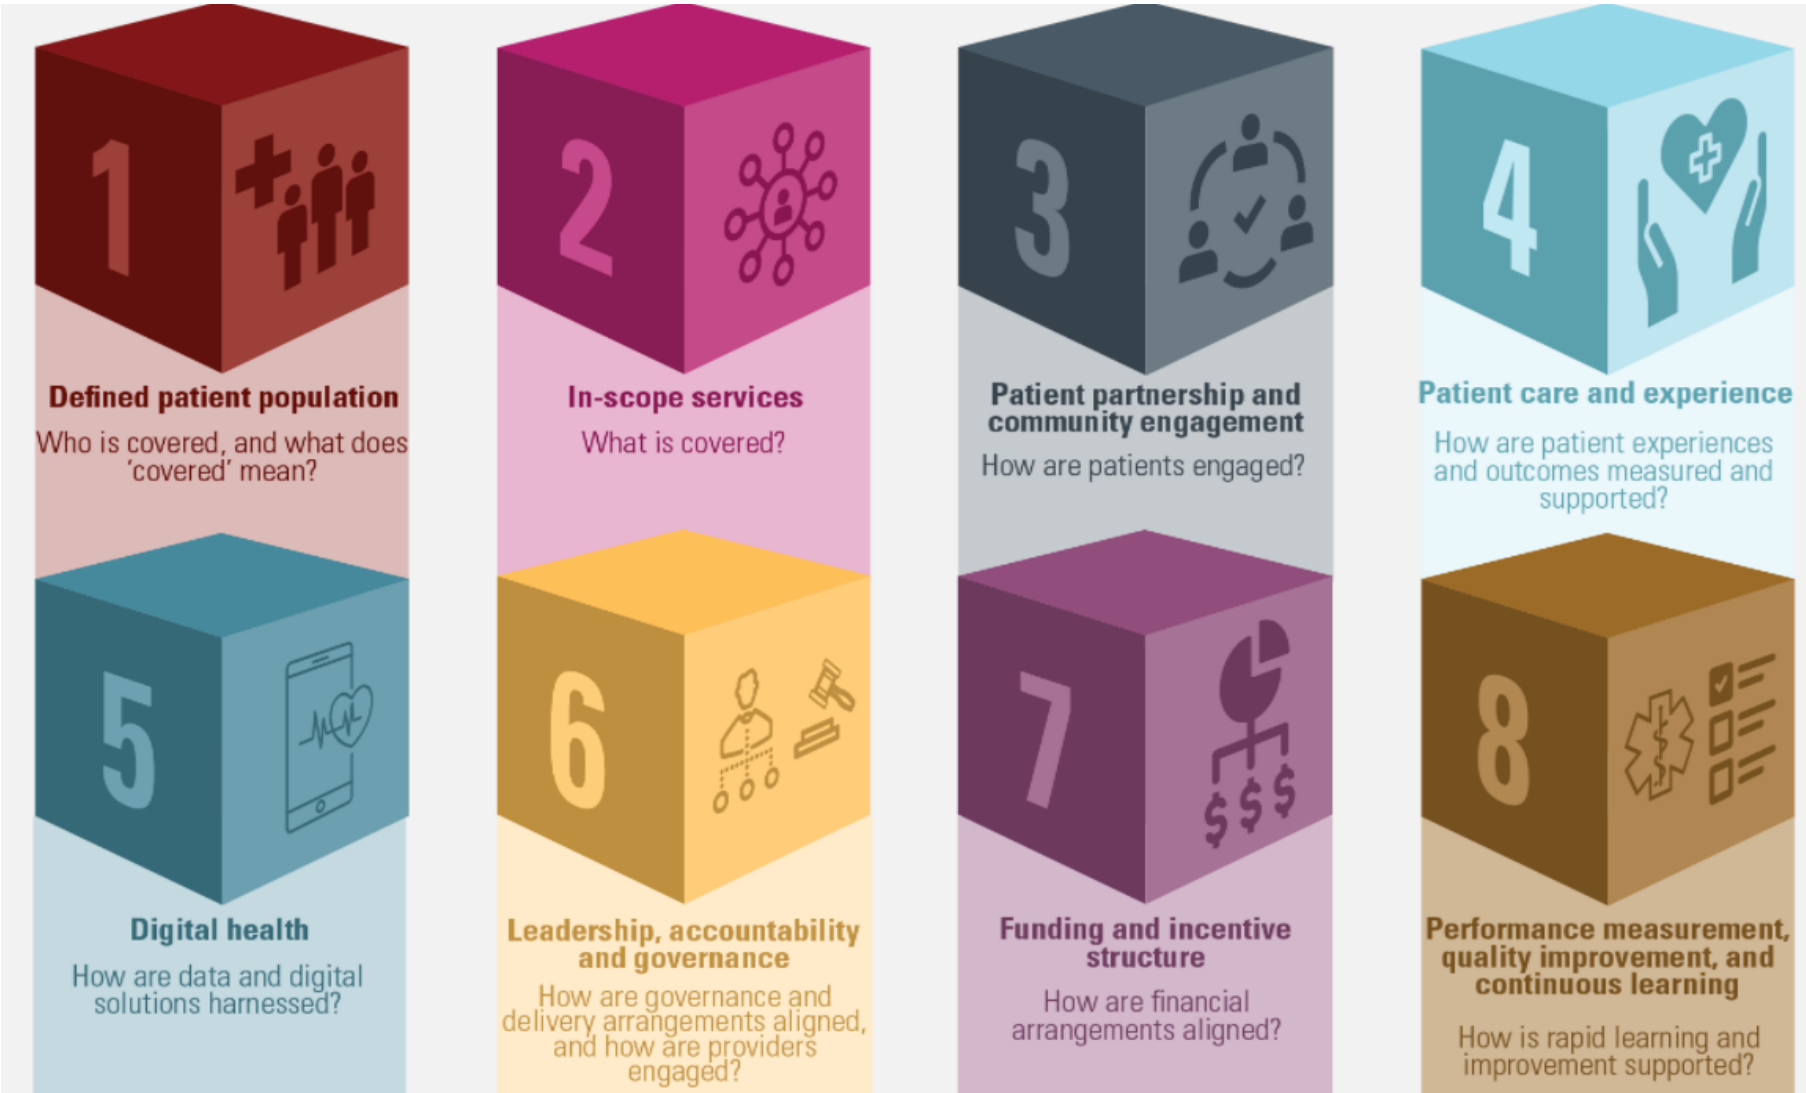 1
Defined patient population
Who is covered, and what does
‘covered’ mean?
2
In-scope services
What is covered?
3
Patient partnership and
community engagement
How are patients engaged?
4
Patient care and experience
How are patient experiences
and outcomes measured and
supported?
5
Digital health
How are data and digital
solutions harnessed?
6
Leadership, accountability
and governance
How are governance and
delivery arrangements aligned,
and how are providers
engaged?
7
$ $ $
Funding and incentive
structure
How are financial
arrangements aligned?
8
Performance measurement,
quality improvement, and
continuous learning
How is rapid learning and
improvement supported?